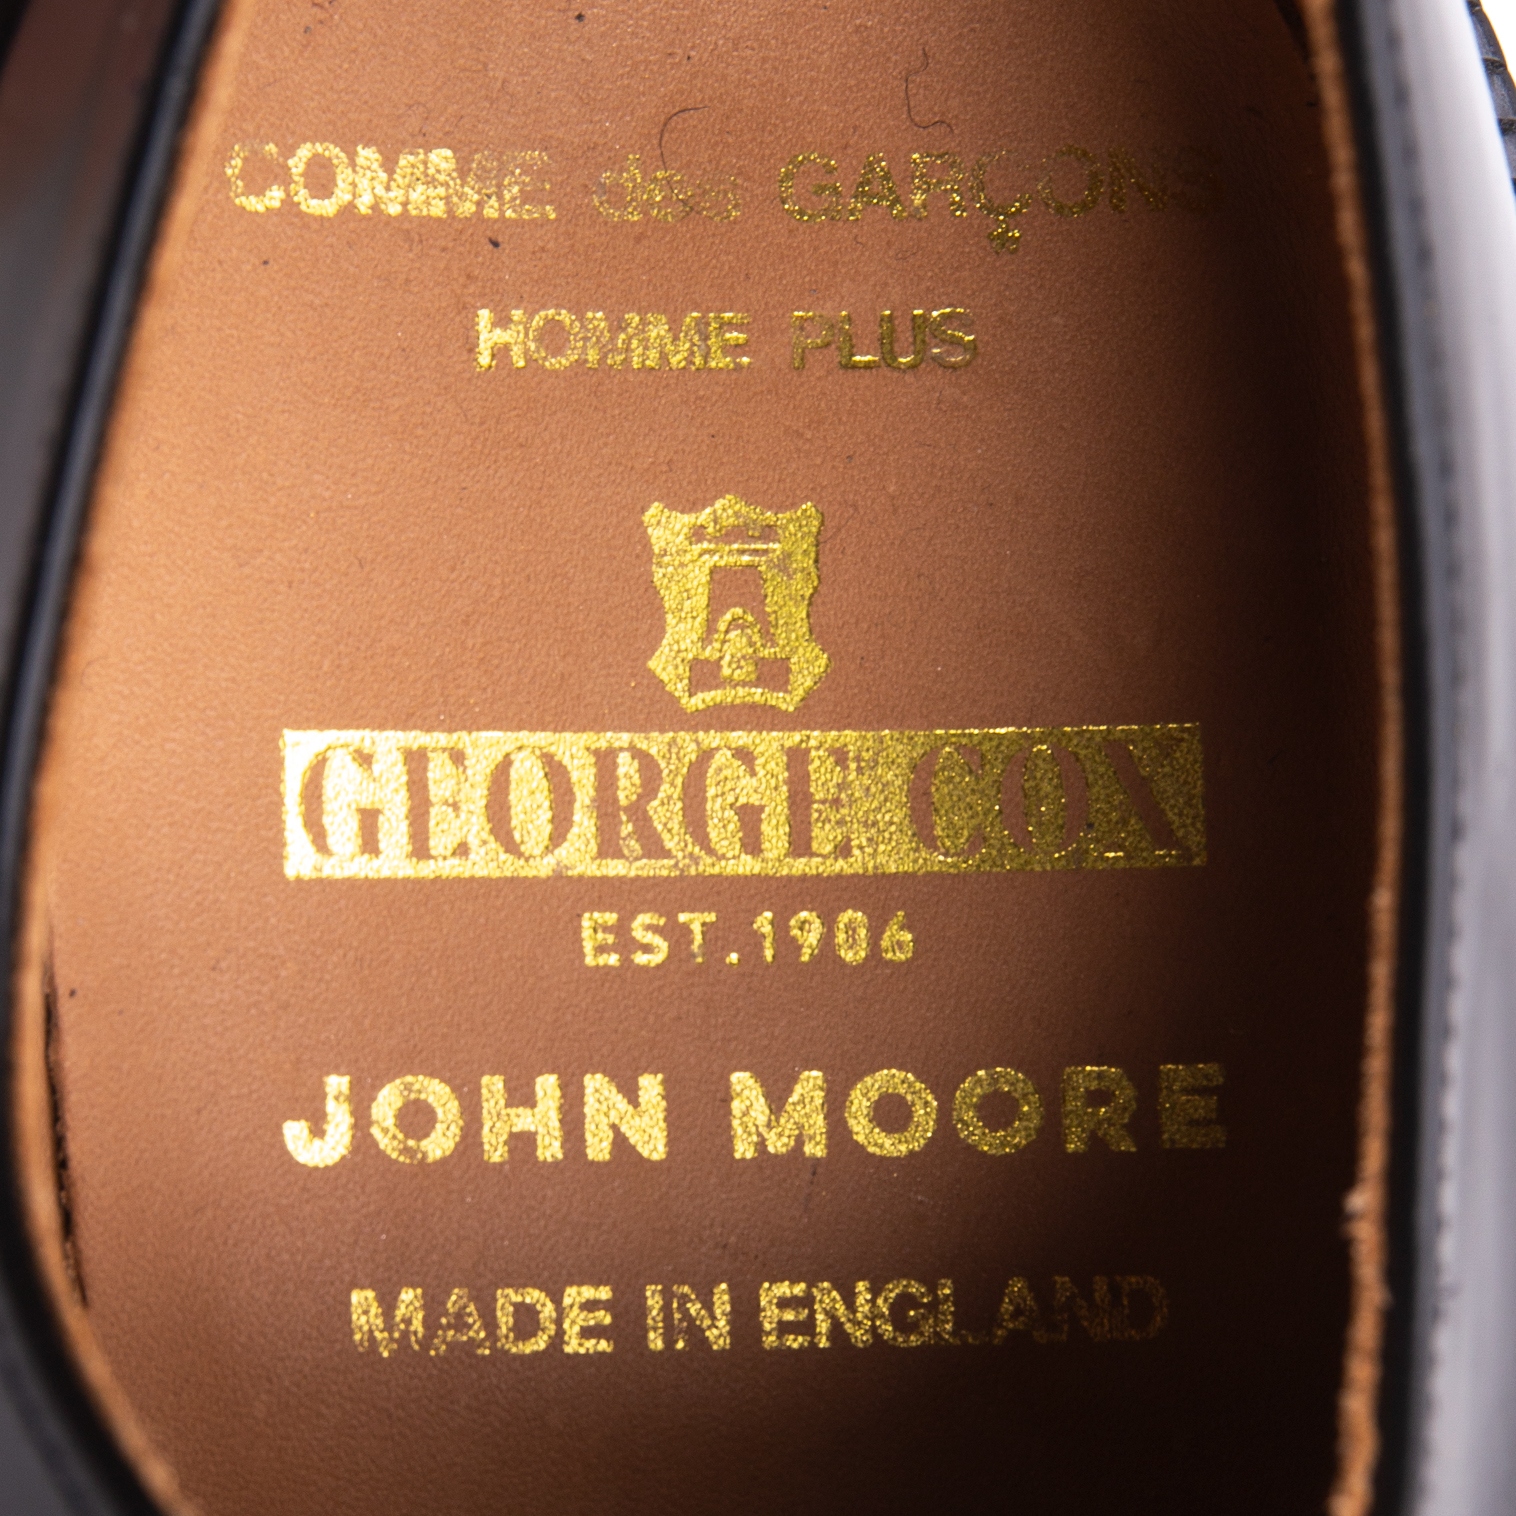 COMME des GARÇONS
HOMME PLUS
GEORGE COX
EST.1906
JOHN MOORE
MADE IN ENGLAND